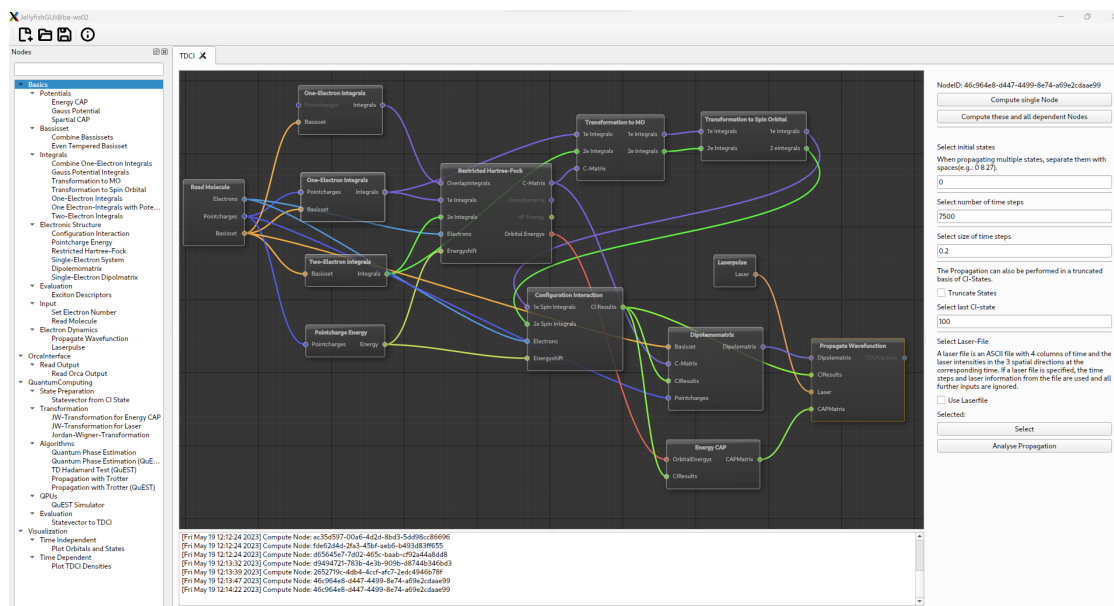 JellyfishGUI@ba-ws02
Nodes
TDCI
Basics
Potentials
Energy CAP
Gauss Potential
Spatial CAP
Bassisset
Combine Bassissets
Even Tempered Basisset
Integrals
Combine One-Electron Integrals
Gauss Potential Integrals
Transformation to MO
Transformation to Spin Orbital
One-Electron Integrals
One Electron-Integrals with Pote...
Two-Electron Integrals
Electronic Structure
Configuration Interaction
Pointcharge Energy
Restricted Hartree-Fock
Single-Electron System
Dipolemomatrix
Single-Electron Dipolmatrix
Evaluation
Exciton Descriptors
Input
Set Electron Number
Read Molecule
Electron Dynamics
Propagate Wavefunction
Laserpulse
OrcaInterface
Read Output
Read Orca Output
QuantumComputing
State Preparation
Statevector from CI State
Transformation
JW-Transformation for Energy CAP
JW-Transformation for Laser
Jordan-Wigner-Transformation
Algorithms
Quantum Phase Estimation
Quantum Phase Estimation (QuE...
TD Hadamard Test (QuEST)
Propagation with Trotter
Propagation with Trotter (QuEST)
QPUs
QuEST Simulator
Evaluation
Statevector to TDCI
Visualization
Time Independent
Plot Orbitals and States
Time Dependent
Plot TDCI Densities
Read Molecule
Electrons
Pointcharges
Basisset
One-Electron Integrals
Pointcharges Integrals
Basisset
One-Electron Integrals
Pointcharges Integrals
Basisset
Two-Electron Integrals
Basisset Integrals
Pointcharge Energy
Pointcharges Energy
Restricted Hartree-Fock
Overlapintegrals C-Matrix
1e Integrals Densitymatrix
2e Integrals HF Energy
Electrons Orbital Energys
Energyshift
Transformation to MO
1e Integrals 1e Integrals
2e Integrals 2e Integrals
C-Matrix
Transformation to Spin Orbital
1e Integrals 1e Integrals
2e Integrals 2 eIntegrals
Configuration Interaction
1e Spin Integrals CI Results
2e Spin Integrals
Electrons
Energyshift
Laserpulse
Laser
Dipolemomatrix
Basisset Dipolematrix
C-Matrix
CIResults
Pointcharges
Energy CAP
OrbitalEnergys CAPMatrix
CIResults
Propagate Wavefunction
Dipolematrix
CIResults
Laser
CAPMatrix
[Fri May 19 12:12:24 2023] Compute Node: ac35d597-00a6-4d2d-8bd3-5dd98cc86696
[Fri May 19 12:12:24 2023] Compute Node: fde62d4d-2fa3-45bf-aeb6-b493d83ff655
[Fri May 19 12:12:24 2023] Compute Node: d65645e7-7d02-465c-baab-cf92a44a8dd8
[Fri May 19 12:13:32 2023] Compute Node: d9494721-783b-4e3b-909b-d8744b346bd3
[Fri May 19 12:13:39 2023] Compute Node: 2652719c-4db4-4ccf-afc7-2edc4946b78f
[Fri May 19 12:13:47 2023] Compute Node: 46c964e8-d447-4499-8e74-a69e2cdaae99
[Fri May 19 12:14:22 2023] Compute Node: 46c964e8-d447-4499-8e74-a69e2cdaae99
NodeID: 46c964e8-d447-4499-8e74-a69e2cdaae99
Compute single Node
Compute these and all dependent Nodes
Select initial states
When propagating multiple states, separate them with
spaces(e.g.: 0 8 27).
0
Select number of time steps
7500
Select size of time steps
0.2
The Propagation can also be performed in a truncated
basis of CI-States.
Truncate States
Select last CI-state
100
Select Laser-File
A laser file is an ASCII file with 4 columns of time and the
laser intensities in the 3 spatial directions at the
corresponding time. If a laser file is specified, the time
steps and laser information from the file are used and all
further inputs are ignored.
Use Laserfile
Selected:
Select
Analyse Propagation